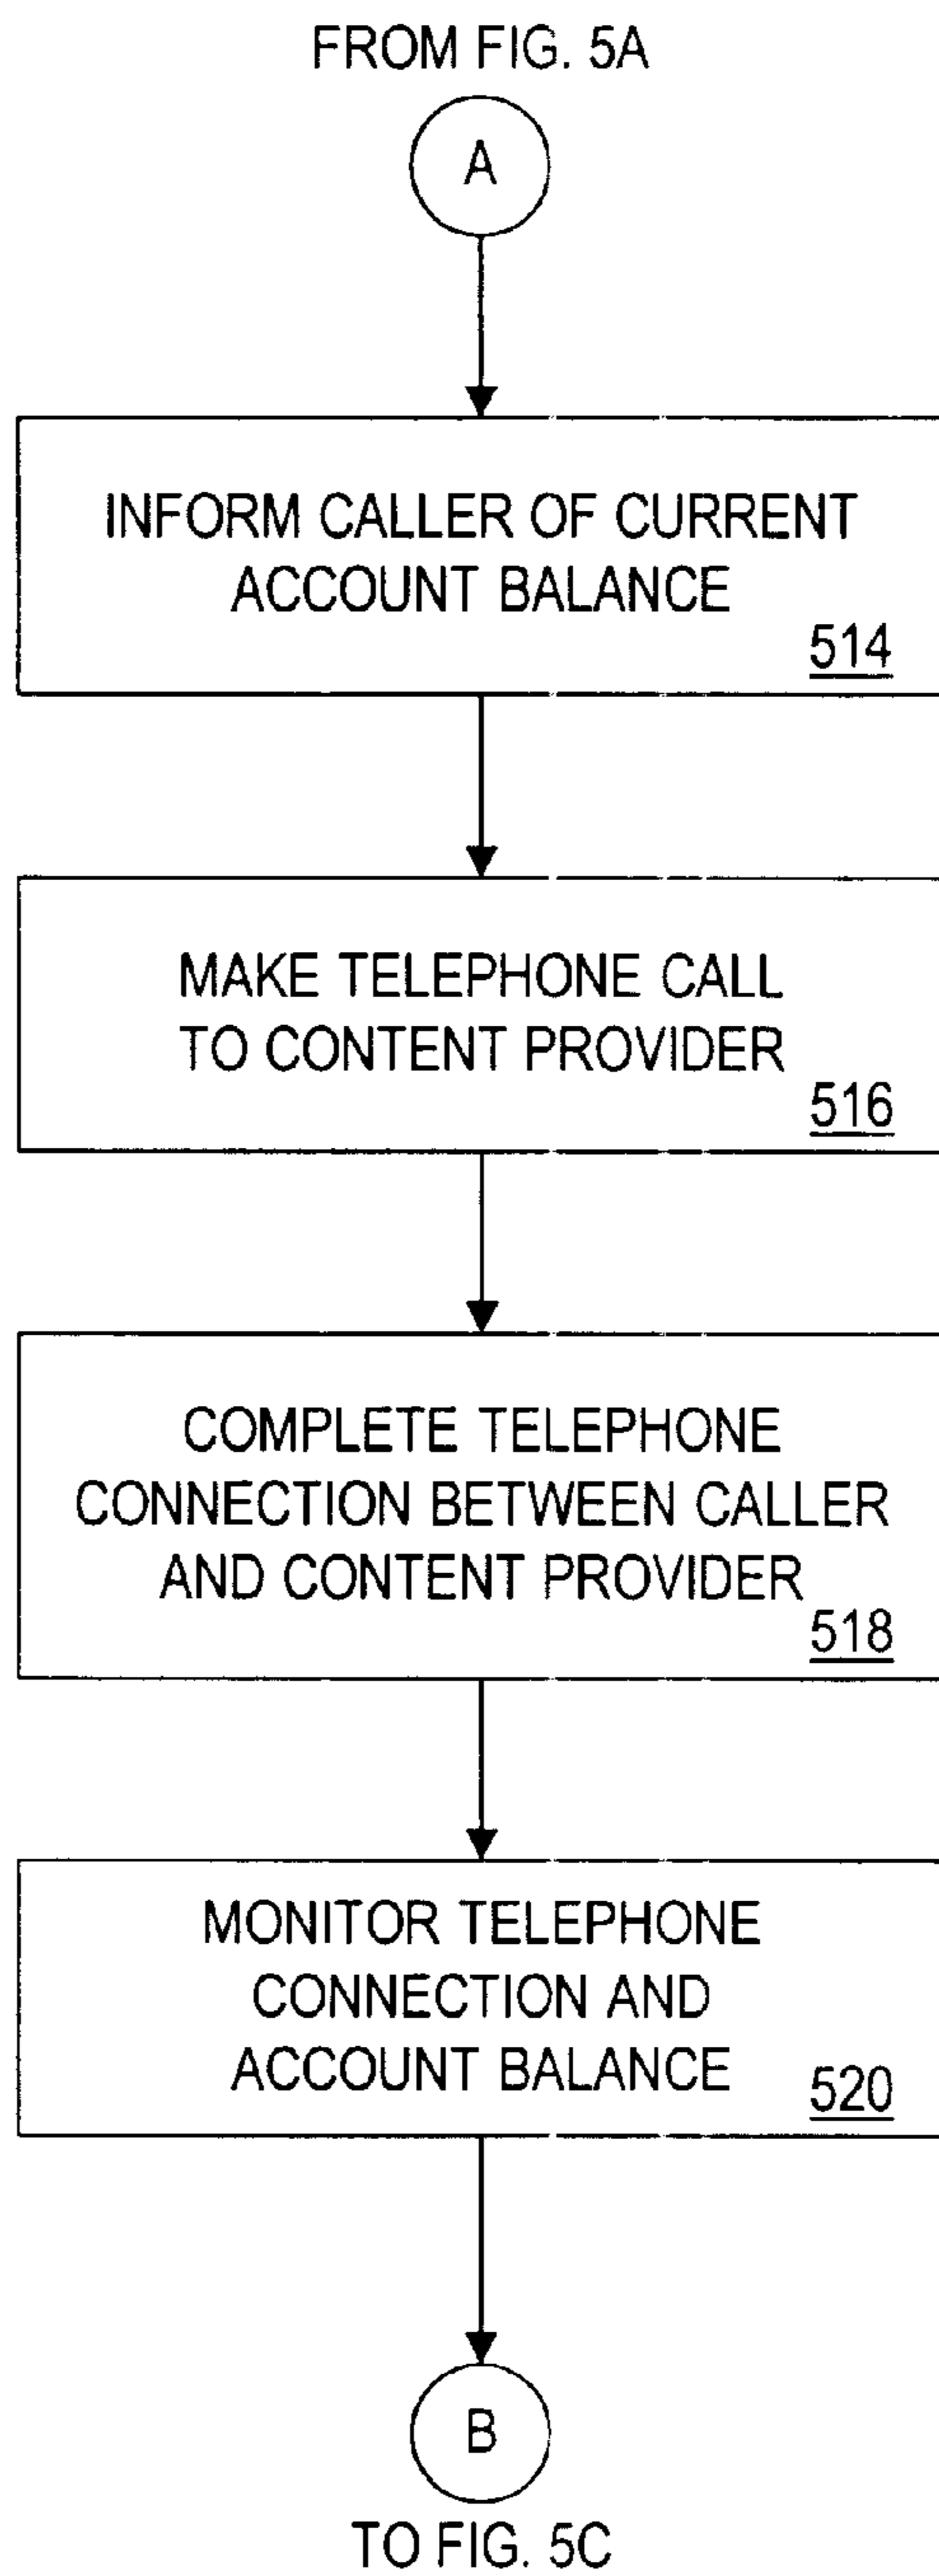 FROM FIG. 5A
A
INFORM CALLER OF CURRENT
ACCOUNT BALANCE
514
MAKE TELEPHONE CALL
TO CONTENT PROVIDER
516
COMPLETE TELEPHONE
CONNECTION BETWEEN CALLER
AND CONTENT PROVIDER
518
MONITOR TELEPHONE
CONNECTION AND
ACCOUNT BALANCE
520
B
TO FIG. 5C